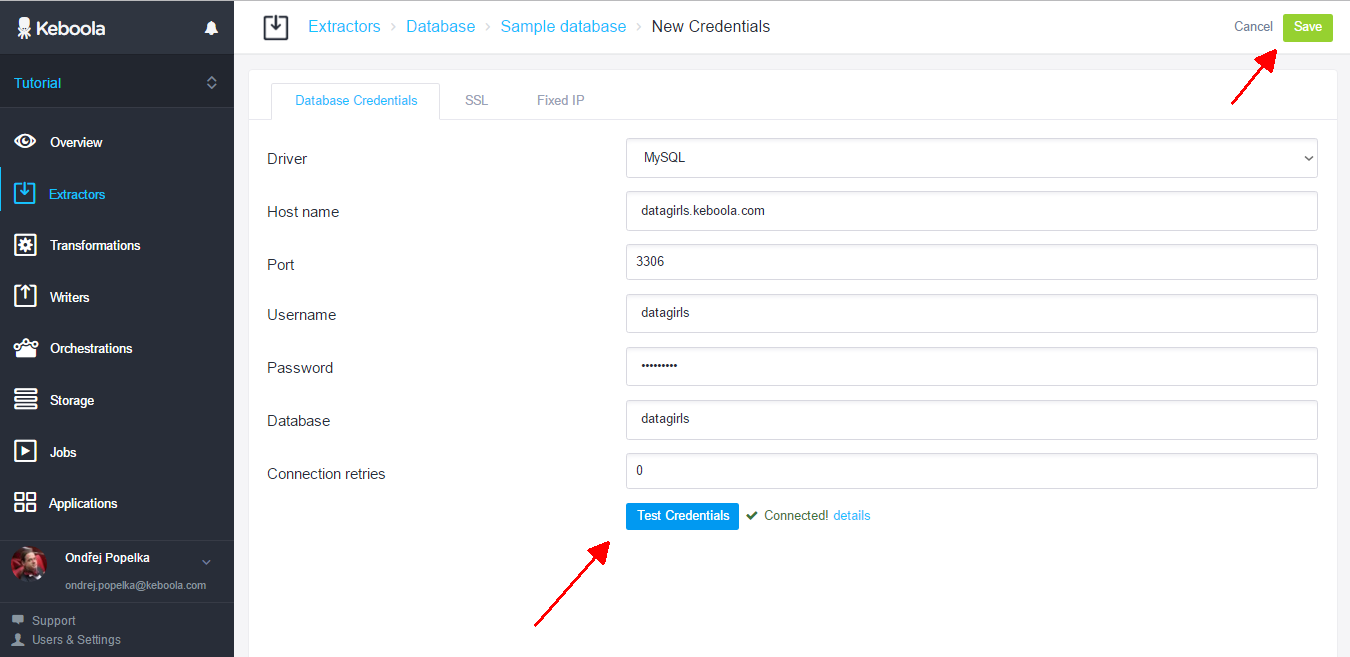 Keboola
Tutorial
Overview
Extractors
Transformations
Writers
Orchestrations
Storage
Jobs
Applications
Ondřej Popelka
ondrej.popelka@keboola.com
Support
Users & Settings
Extractors › Database › Sample database › New Credentials
Cancel Save
Database Credentials SSL Fixed IP
Driver MySQL
Host name datagirls.keboola.com
Port 3306
Username datagirls
Password •••••••••
Database datagirls
Connection retries 0
Test Credentials Connected! details